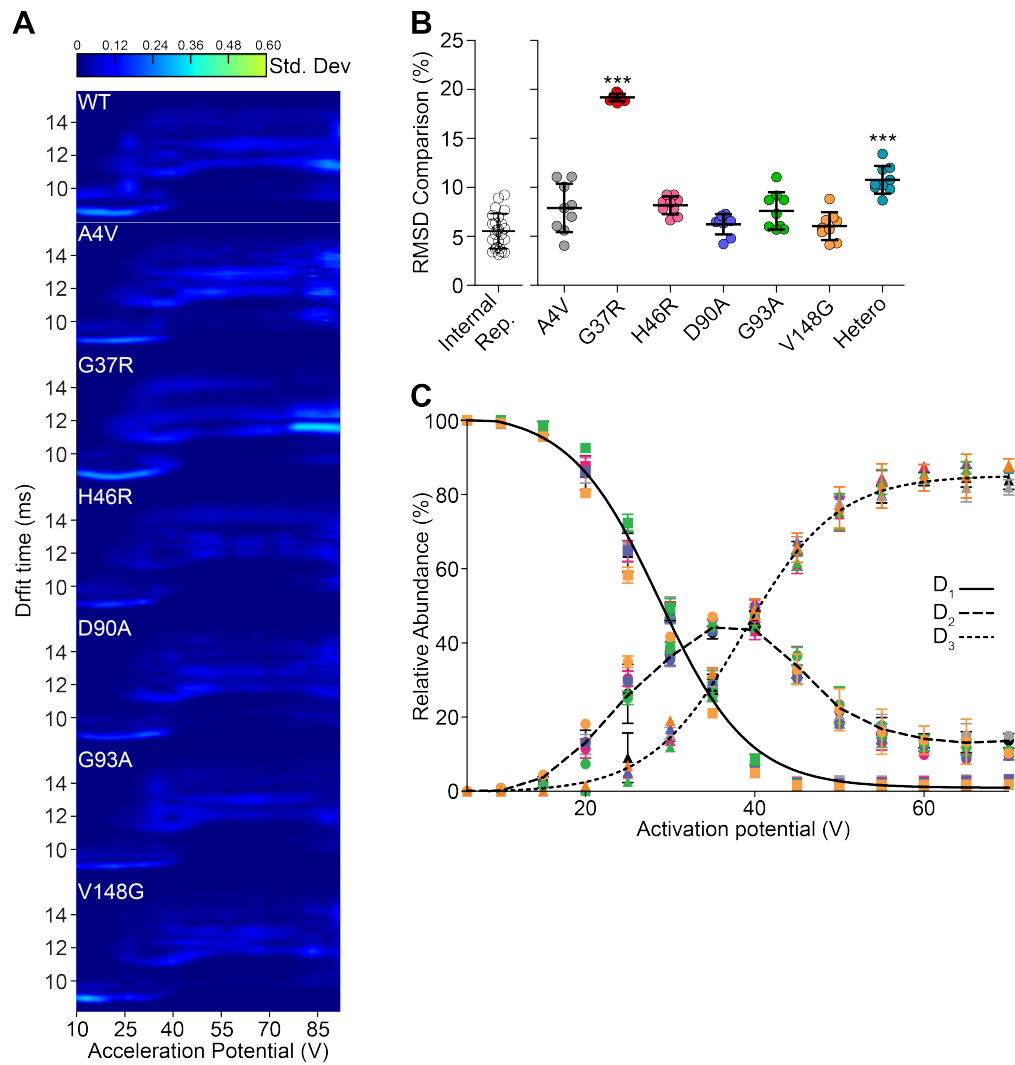 A
0 0.12 0.24 0.36 0.48 0.60
Std. Dev
WT
14
12
10
A4V
14
12
10
G37R
14
12
10
H46R
14
12
10
D90A
14
12
10
G93A
14
12
10
V148G
14
12
10
10 25 40 55 70 85
Acceleration Potential (V)
Drfit time (ms)
B
25
20
15
10
5
0
RMSD Comparison (%)
***
***
Internal
Rep.
A4V
G37R
H46R
D90A
G93A
V148G
Hetero
C
100
80
60
40
20
0
Relative Abundance (%)
D1
D2
D3
20 40 60
Activation potential (V)